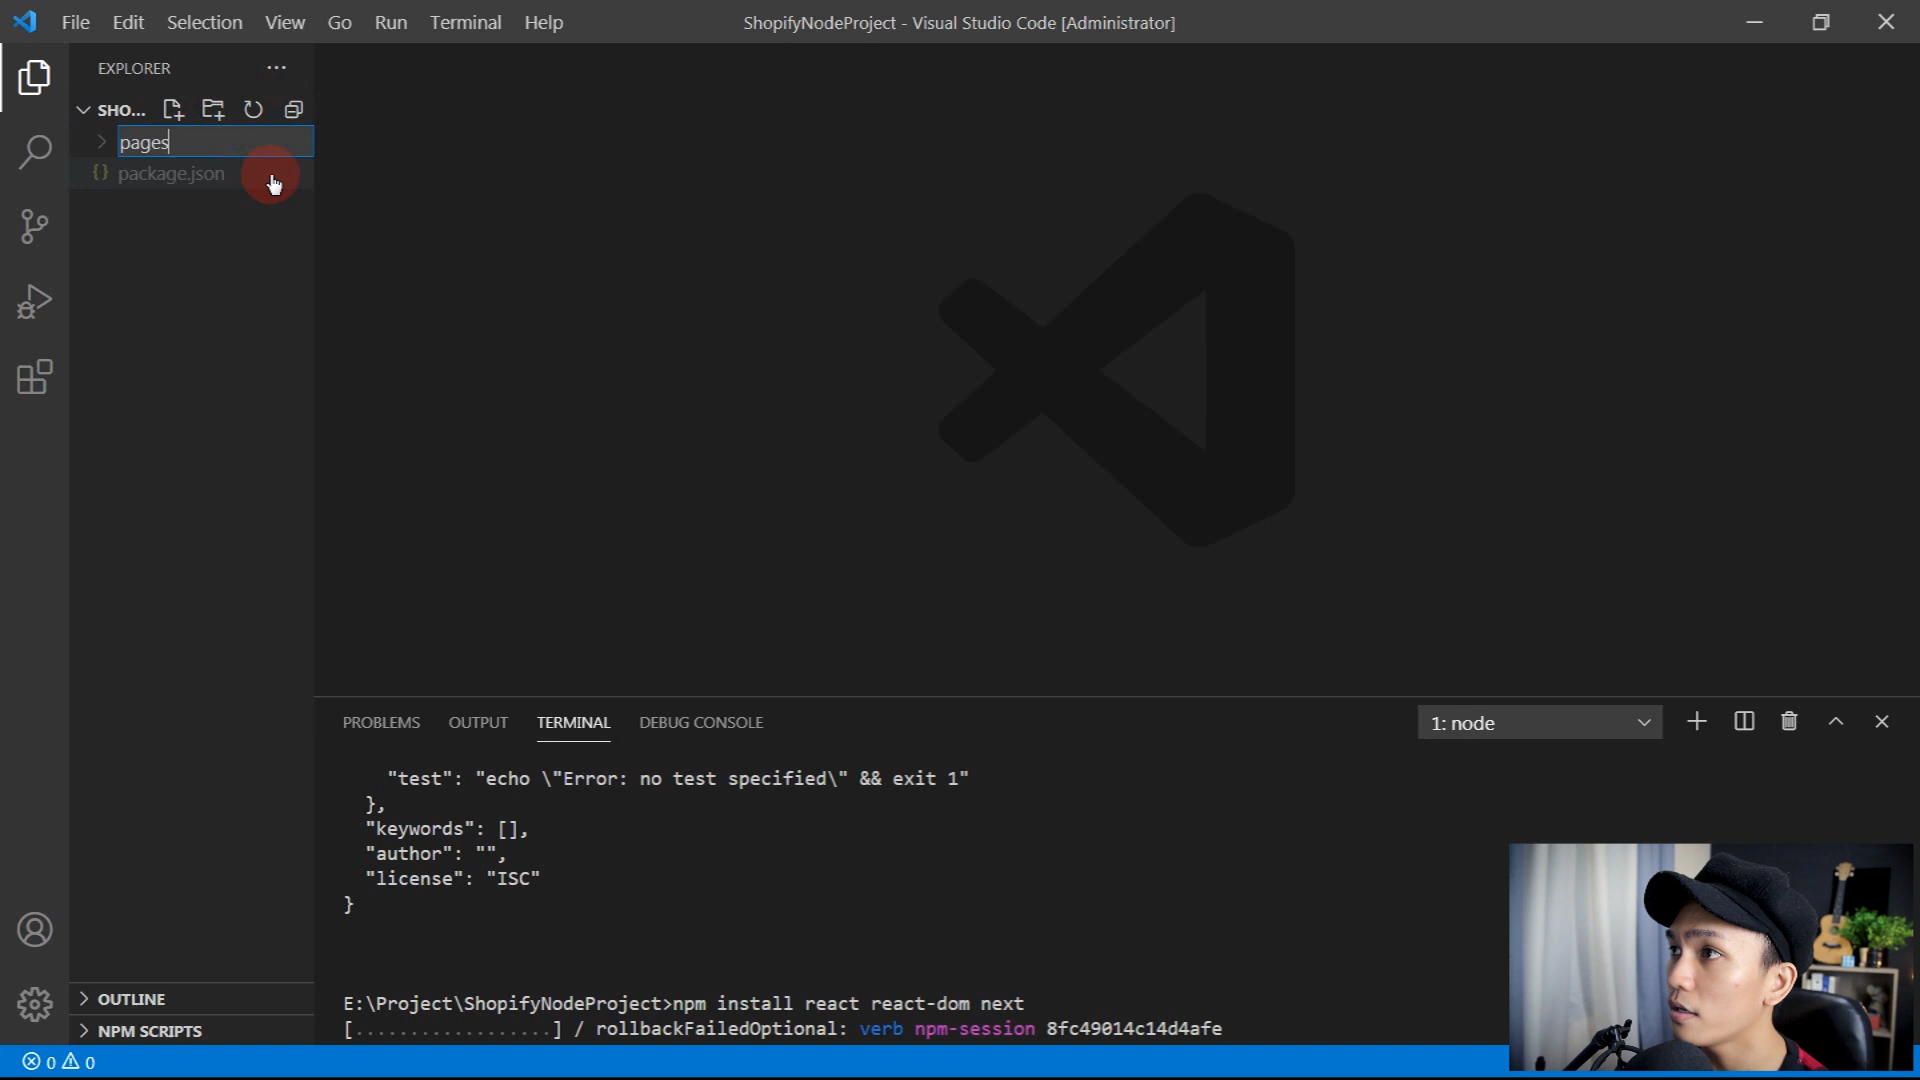 File Edit Selection View Go Run Terminal Help
ShopifyNodeProject - Visual Studio Code [Administrator]
EXPLORER
SHO...
pages
{} package.json
PROBLEMS OUTPUT TERMINAL DEBUG CONSOLE
1: node
"test": "echo \"Error: no test specified\" && exit 1"
},
"keywords": [],
"author": "",
"license": "ISC"
}
E:\Project\ShopifyNodeProject>npm install react react-dom next
[..................] / rollbackFailedOptional: verb npm-session 8fc49014c14d4afe
OUTLINE
NPM SCRIPTS
0 0